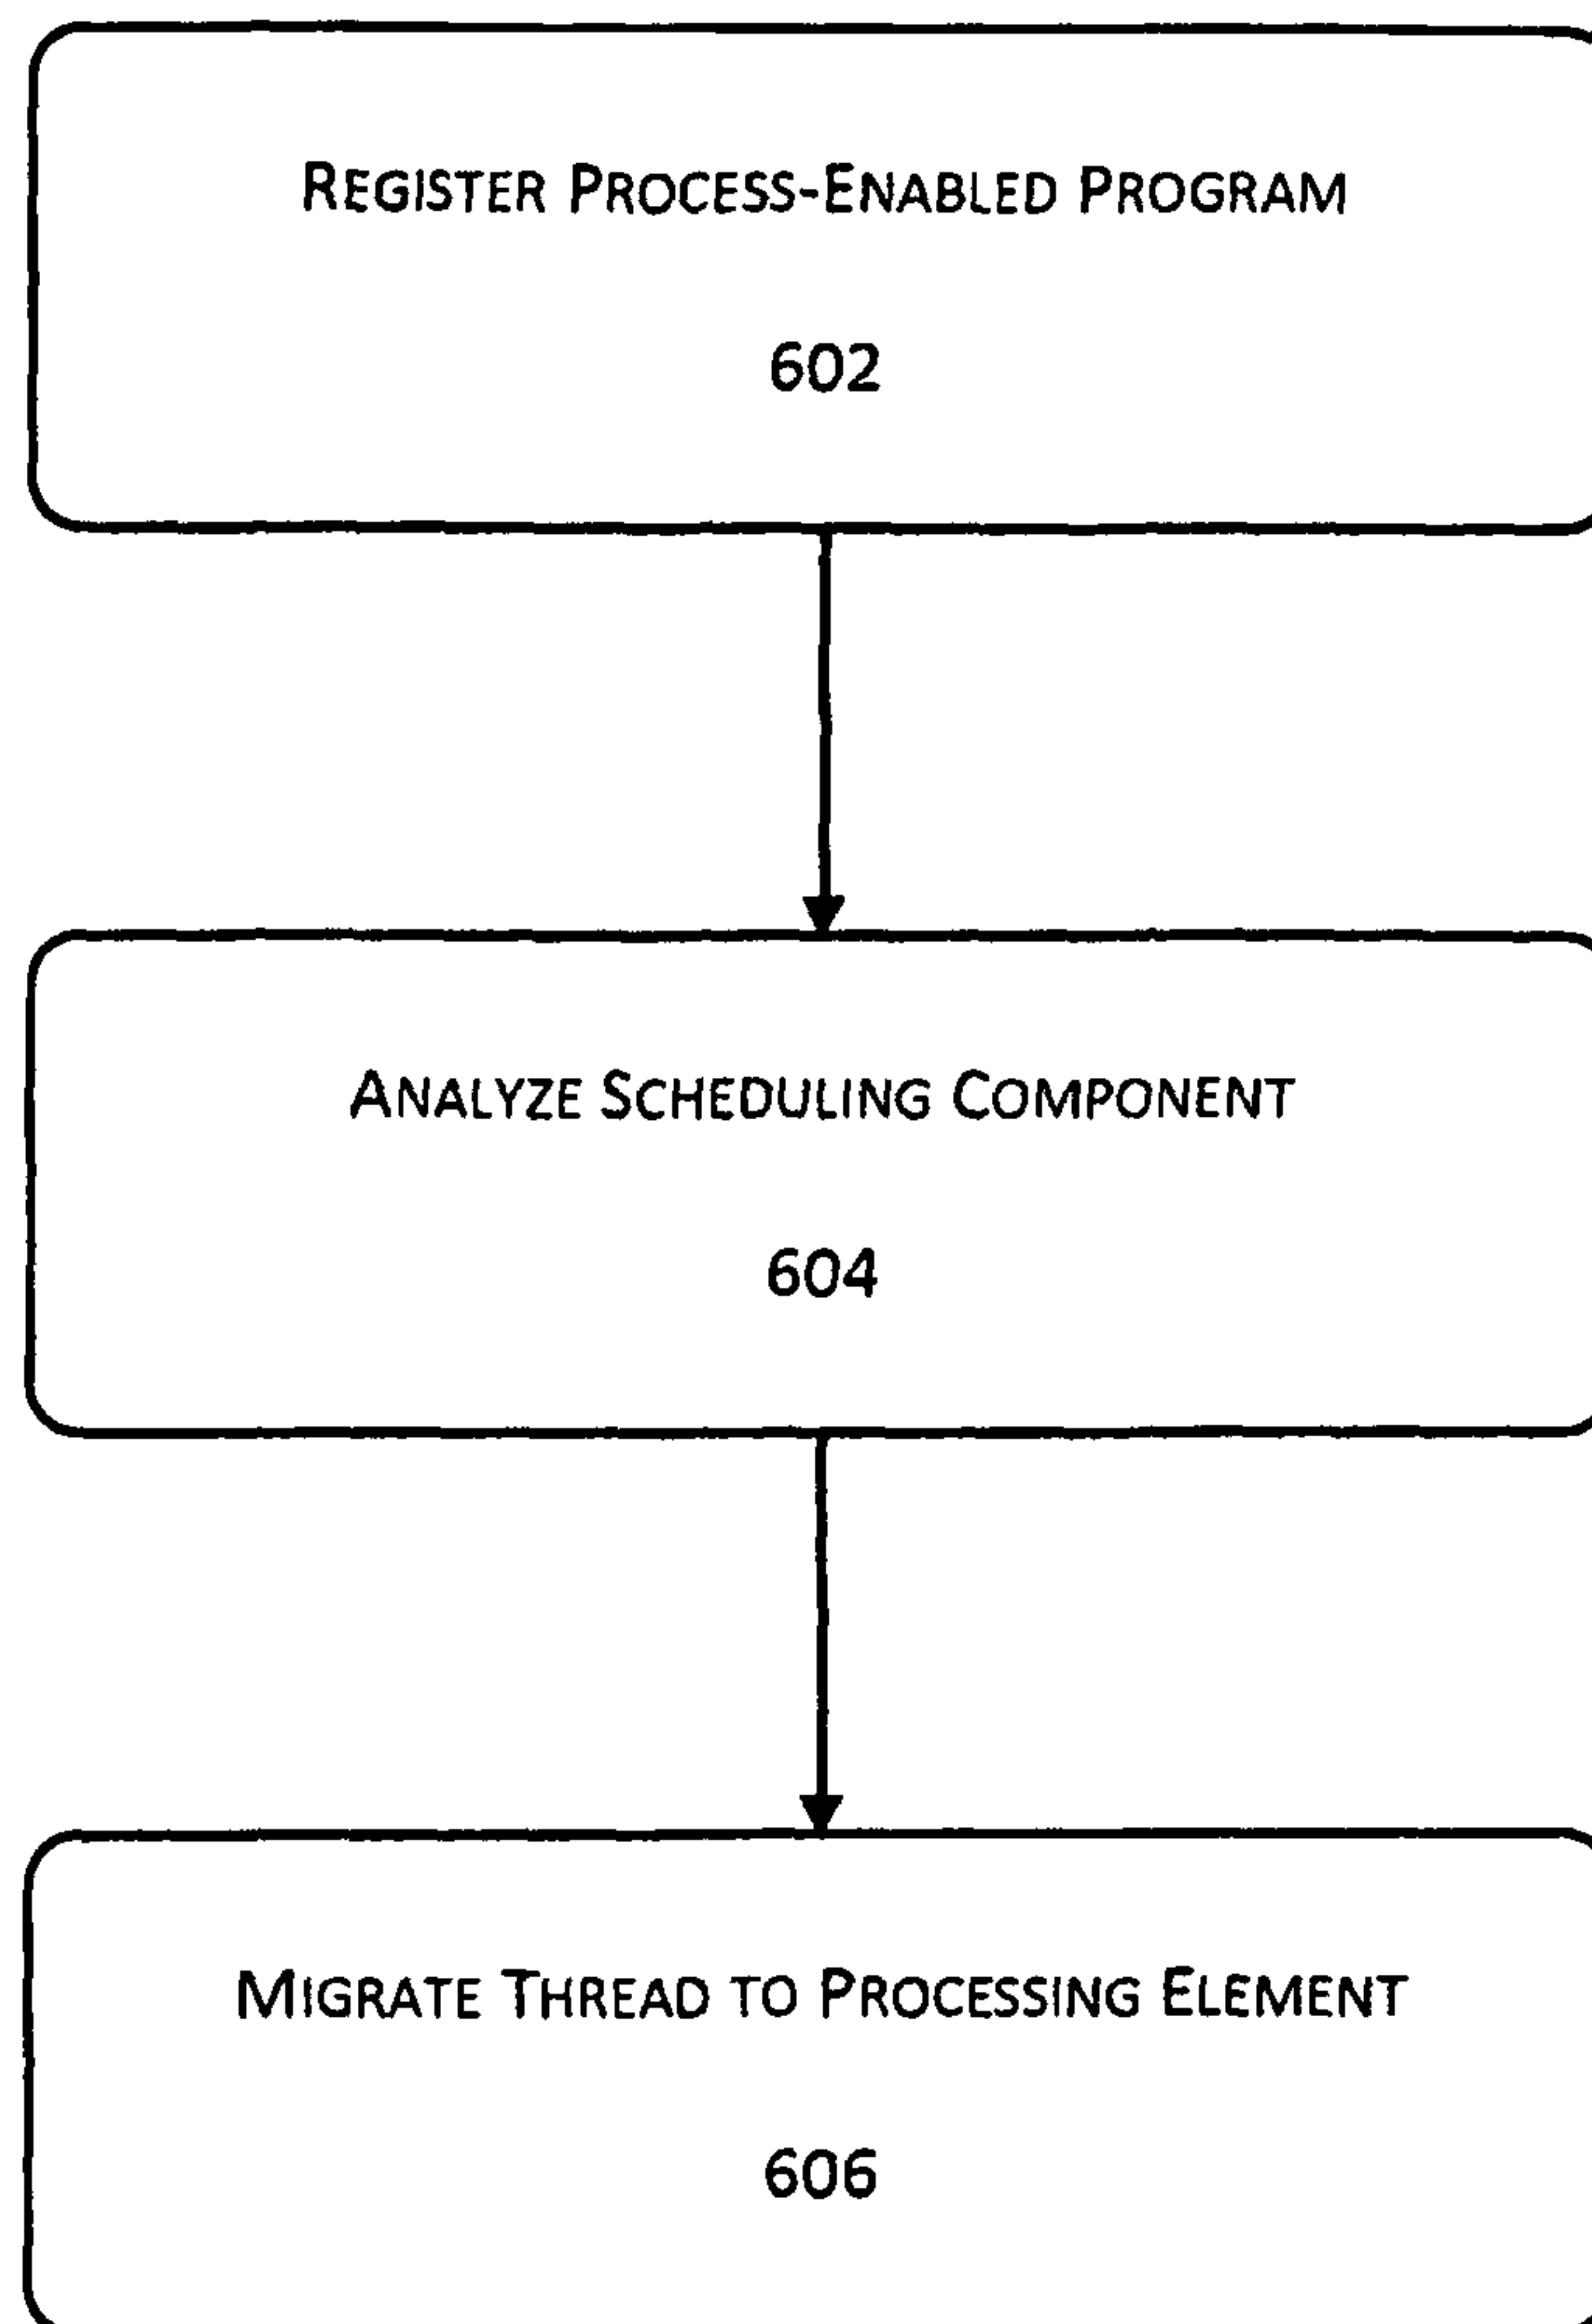 REGISTER PROCESS-ENABLED PROGRAM
602
ANALYZE SCHEDULING COMPONENT
604
MIGRATE THREAD TO PROCESSING ELEMENT
606